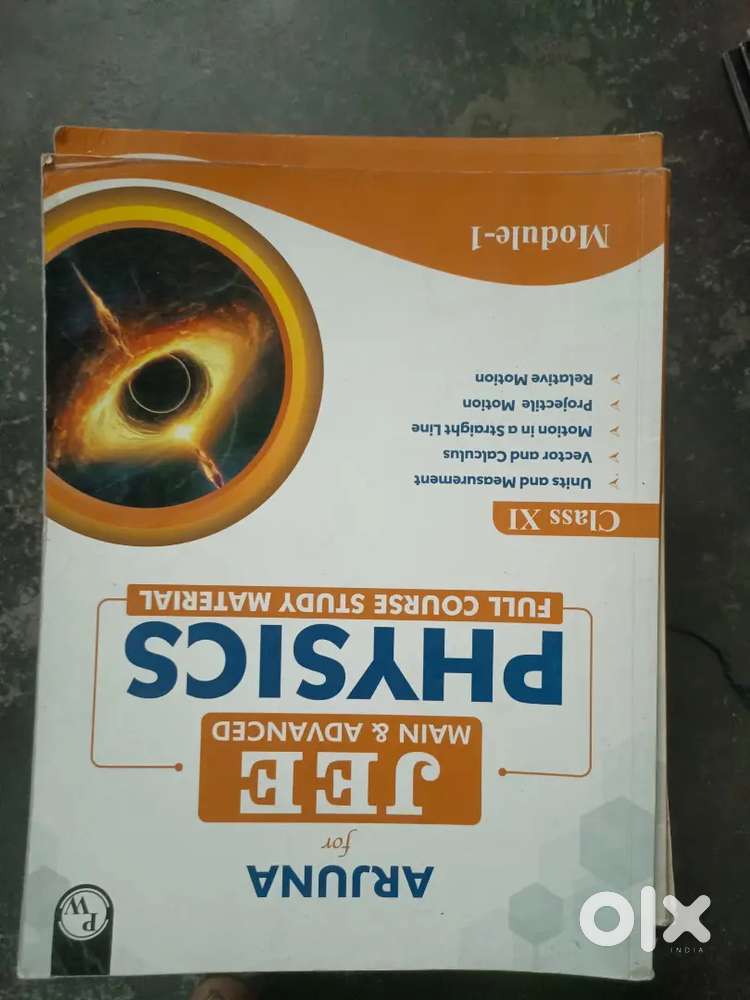 ARJUNA
for
JEE
MAIN & ADVANCED
PHYSICS
FULL COURSE STUDY MATERIAL
Class XI
Units and Measurement
Vector and Calculus
Motion in a Straight Line
Projectile Motion
Relative Motion
Module-1
PW
olx
INDIA